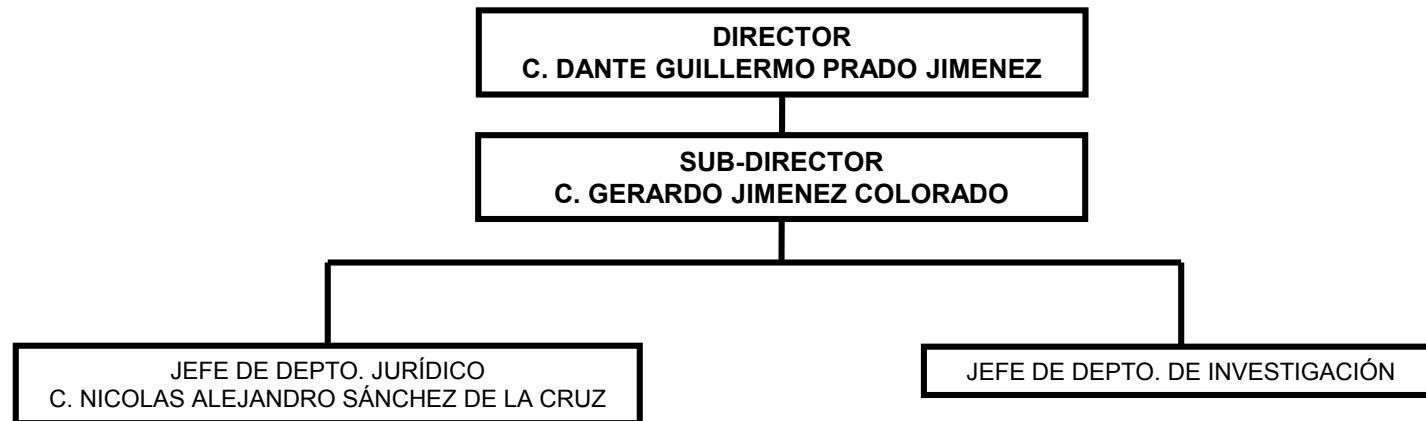 DIRECTOR
C. DANTE GUILLERMO PRADO JIMENEZ
SUB-DIRECTOR
C. GERARDO JIMENEZ COLORADO
JEFE DE DEPTO. JURÍDICO
C. NICOLAS ALEJANDRO SÁNCHEZ DE LA CRUZ
JEFE DE DEPTO. DE INVESTIGACIÓN